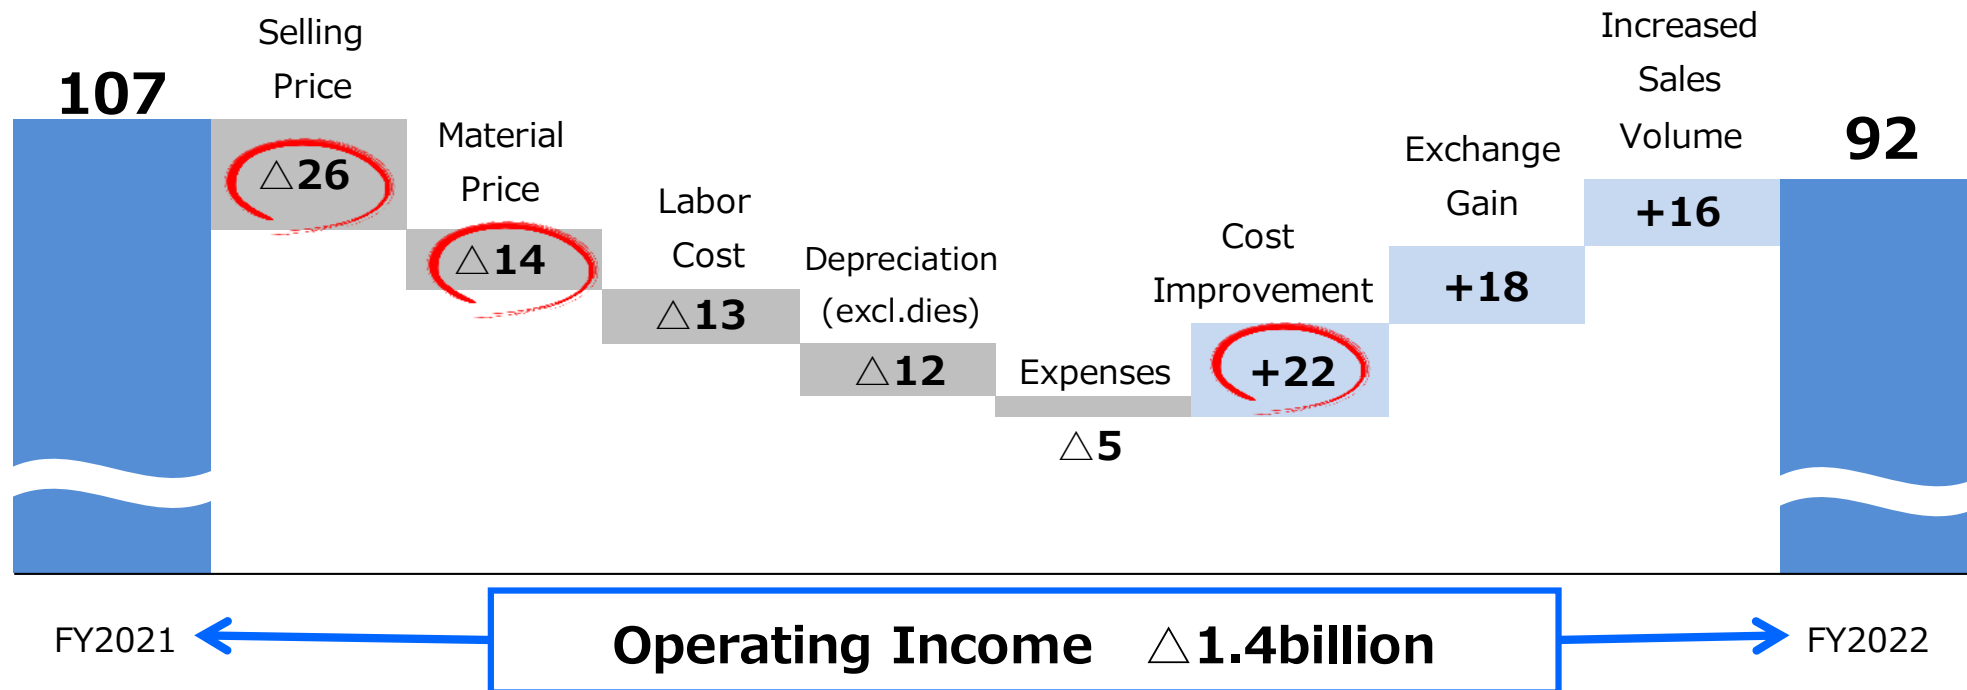 107
Selling
Price
△26
Material
Price
△14
Labor
Cost
△13
Depreciation
(excl.dies)
△12
Expenses
△5
Cost
Improvement
+22
Exchange
Gain
+18
Increased
Sales
Volume
+16
92
FY2021
Operating Income △1.4billion
FY2022